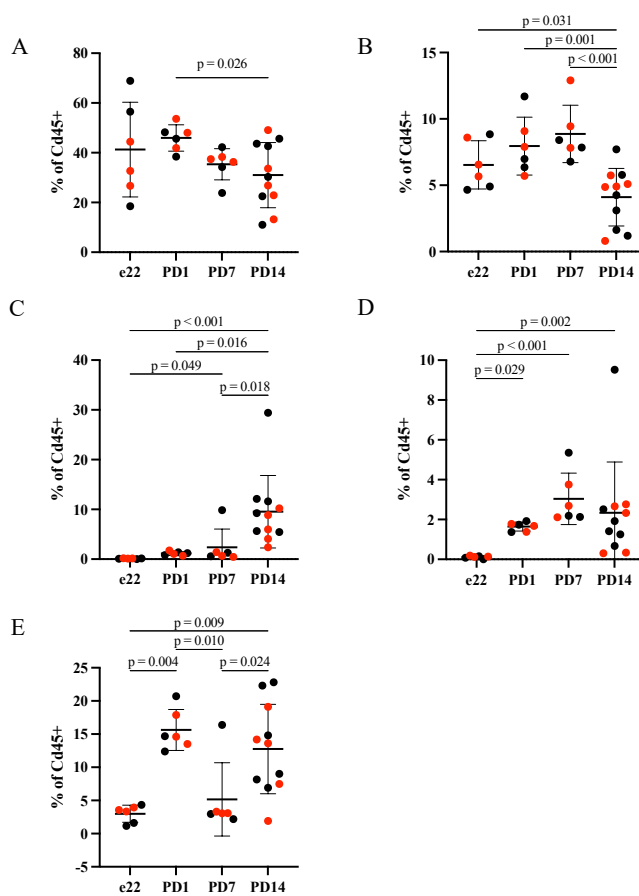 A
p = 0.026
80
60
40
20
0
% of Cd45+
e22 PD1 PD7 PD14
B
p = 0.031
p = 0.001
p < 0.001
15
10
5
0
% of Cd45+
e22 PD1 PD7 PD14
C
p < 0.001
p = 0.016
p = 0.049
p = 0.018
40
30
20
10
0
% of Cd45+
e22 PD1 PD7 PD14
D
p = 0.002
p < 0.001
p = 0.029
10
8
6
4
2
0
% of Cd45+
e22 PD1 PD7 PD14
E
p = 0.009
p = 0.010
p = 0.004 p = 0.024
25
20
15
10
5
0
-5
% of Cd45+
e22 PD1 PD7 PD14